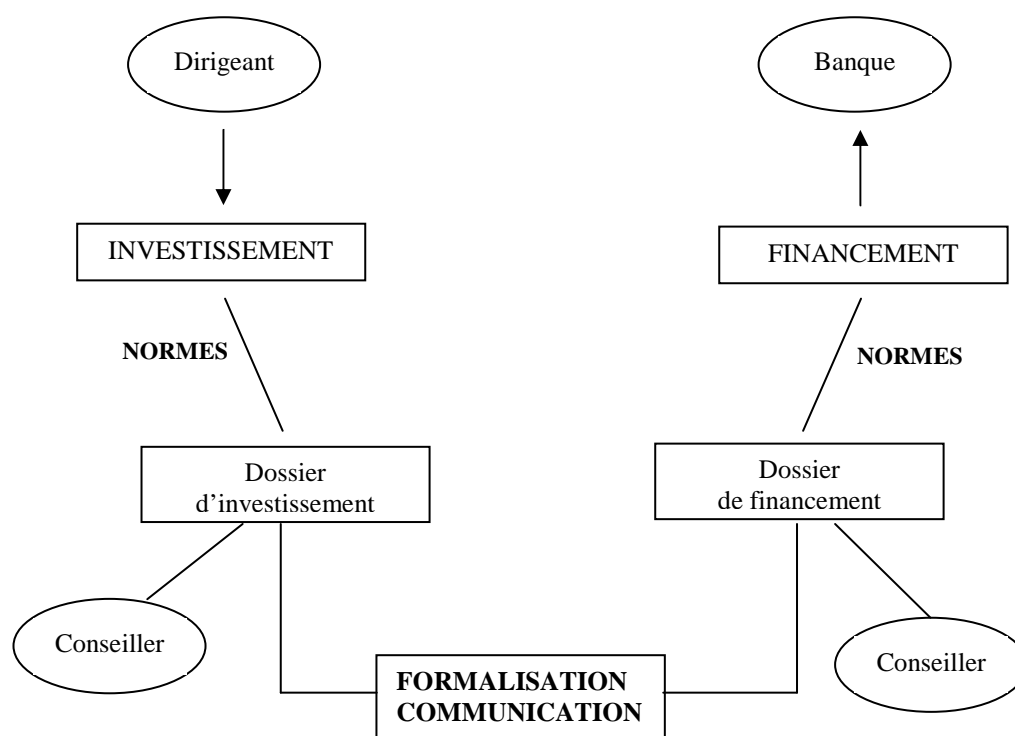 Dirigeant
Banque
INVESTISSEMENT
FINANCEMENT
NORMES
NORMES
Dossier
d’investissement
Dossier
de financement
Conseiller
Conseiller
FORMALISATION
COMMUNICATION